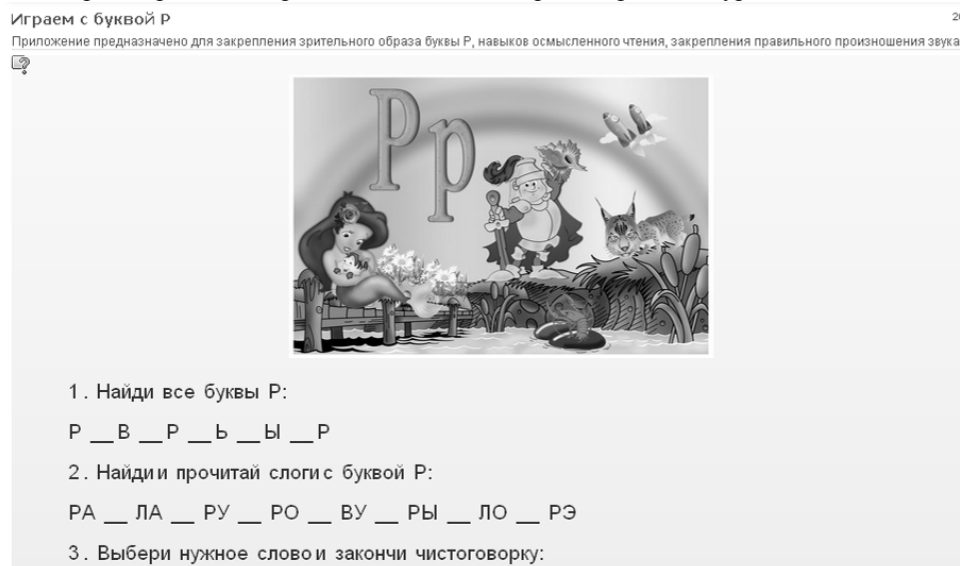 Играем с буквой Р
Приложение предназначено для закрепления зрительного образа буквы Р, навыков осмысленного чтения, закрепления правильного произношения звука
Рр
1. Найди все буквы Р:
Р __ В __ Р __ Ь __ Ы __ Р
2. Найди и прочитай слоги с буквой Р:
РА __ ЛА __ РУ __ РО __ ВУ __ РЫ __ ЛО __ РЭ
3. Выбери нужное слово и закончи чистоговорку: